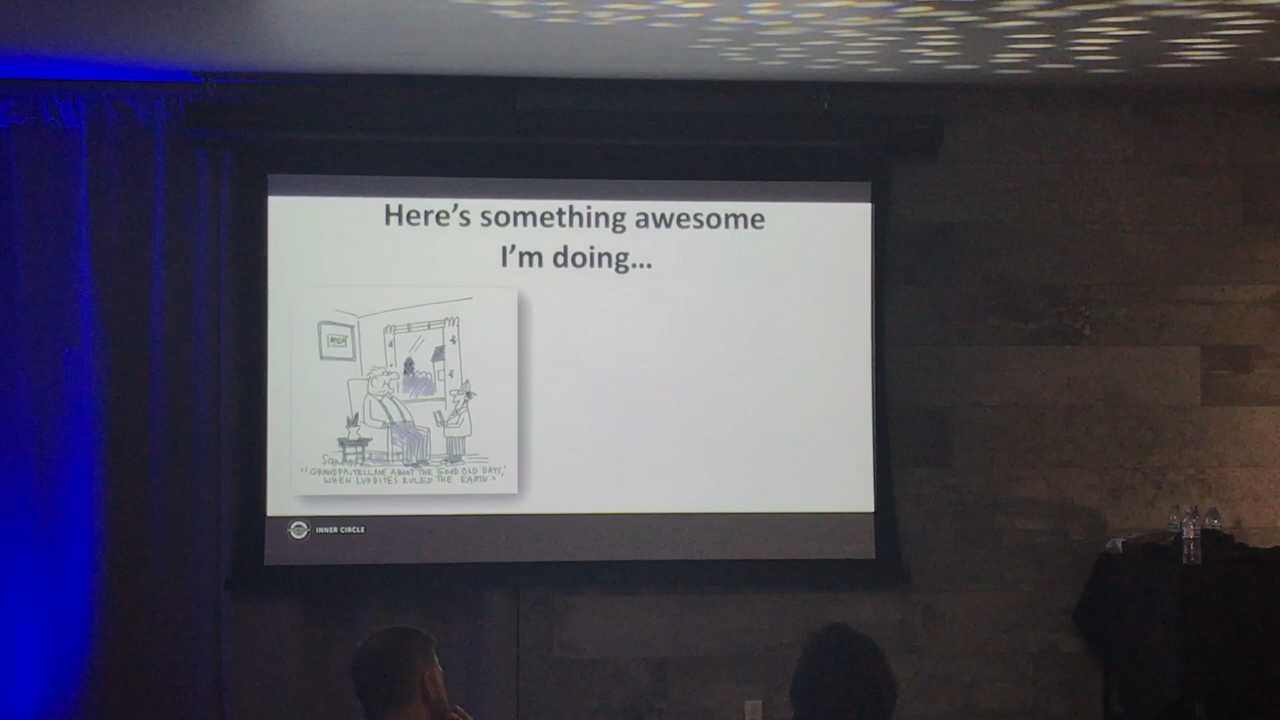 Here's something awesome
I'm doing...
"GRANDPA, TELL ME ABOUT THE GOOD OLD DAYS,
WHEN LUDDITES RULED THE EARTH."
INNER CIRCLE